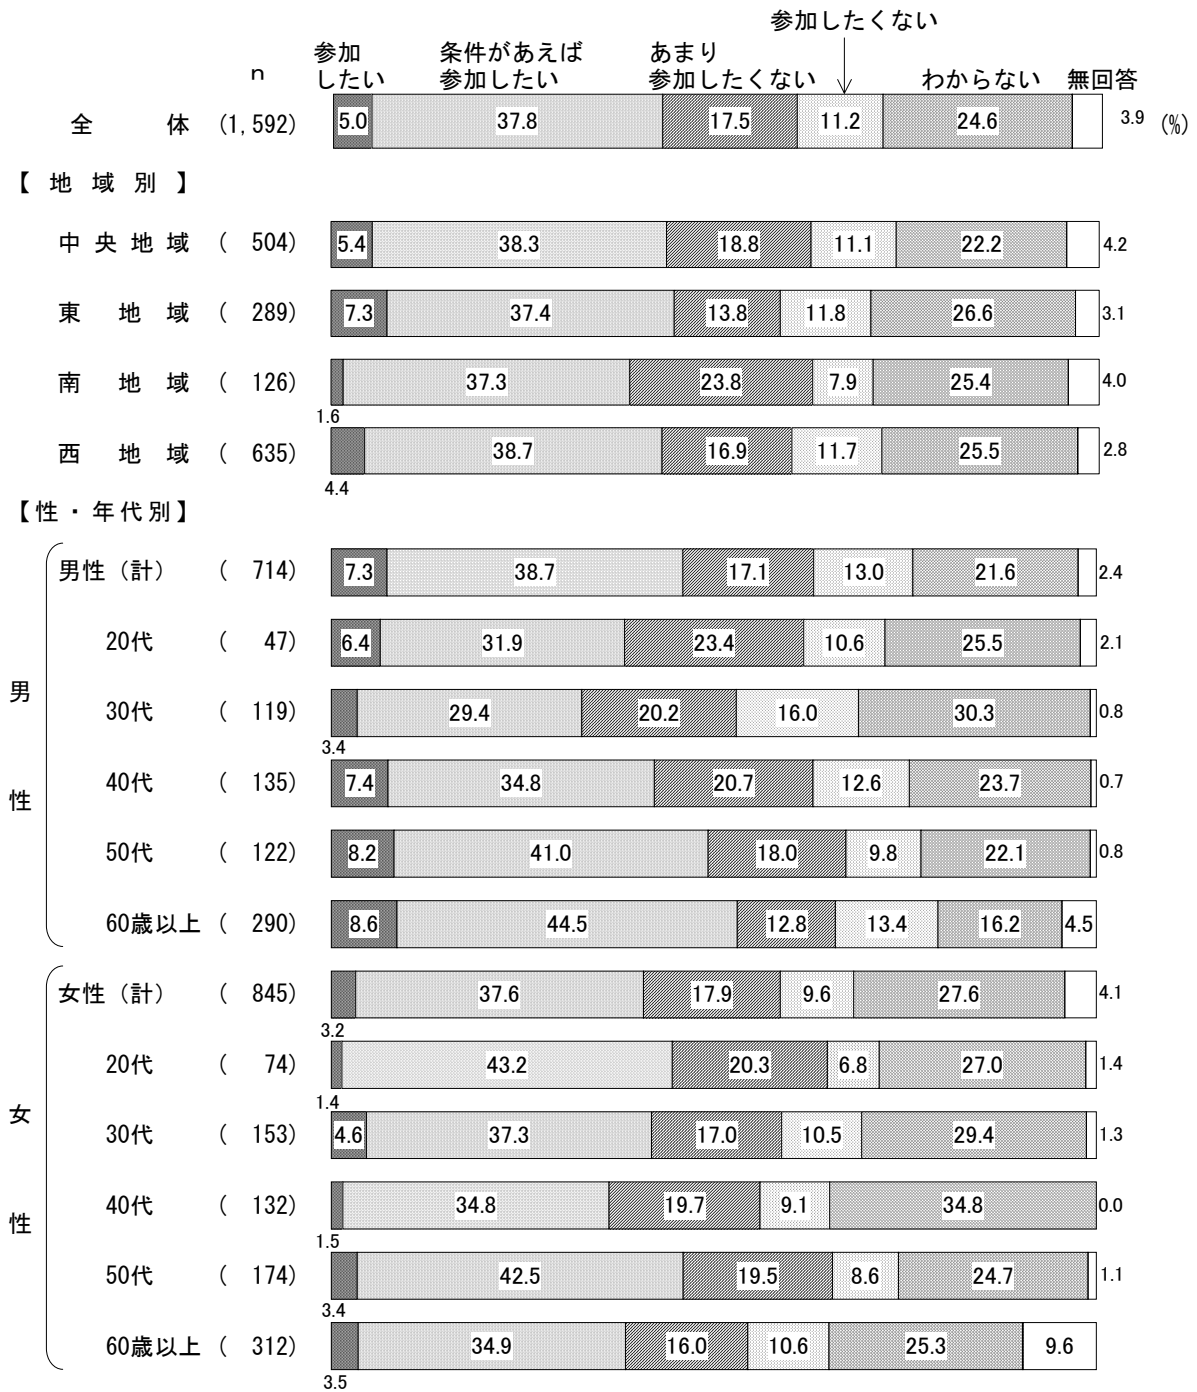 参加したくない
参加
したい
条件があえば
参加したい
あまり
参加したくない
わからない
無回答
n
全体 (1,592) 5.0 37.8 17.5 11.2 24.6 3.9 (%)
【地域別】
中央地域 ( 504) 5.4 38.3 18.8 11.1 22.2 4.2
東地域 ( 289) 7.3 37.4 13.8 11.8 26.6 3.1
南地域 ( 126) 1.6 37.3 23.8 7.9 25.4 4.0
西地域 ( 635) 4.4 38.7 16.9 11.7 25.5 2.8
【性・年代別】
男性
男性(計) ( 714) 7.3 38.7 17.1 13.0 21.6 2.4
20代 ( 47) 6.4 31.9 23.4 10.6 25.5 2.1
30代 ( 119) 3.4 29.4 20.2 16.0 30.3 0.8
40代 ( 135) 7.4 34.8 20.7 12.6 23.7 0.7
50代 ( 122) 8.2 41.0 18.0 9.8 22.1 0.8
60歳以上 ( 290) 8.6 44.5 12.8 13.4 16.2 4.5
女性
女性(計) ( 845) 3.2 37.6 17.9 9.6 27.6 4.1
20代 ( 74) 1.4 43.2 20.3 6.8 27.0 1.4
30代 ( 153) 4.6 37.3 17.0 10.5 29.4 1.3
40代 ( 132) 1.5 34.8 19.7 9.1 34.8 0.0
50代 ( 174) 3.4 42.5 19.5 8.6 24.7 1.1
60歳以上 ( 312) 3.5 34.9 16.0 10.6 25.3 9.6